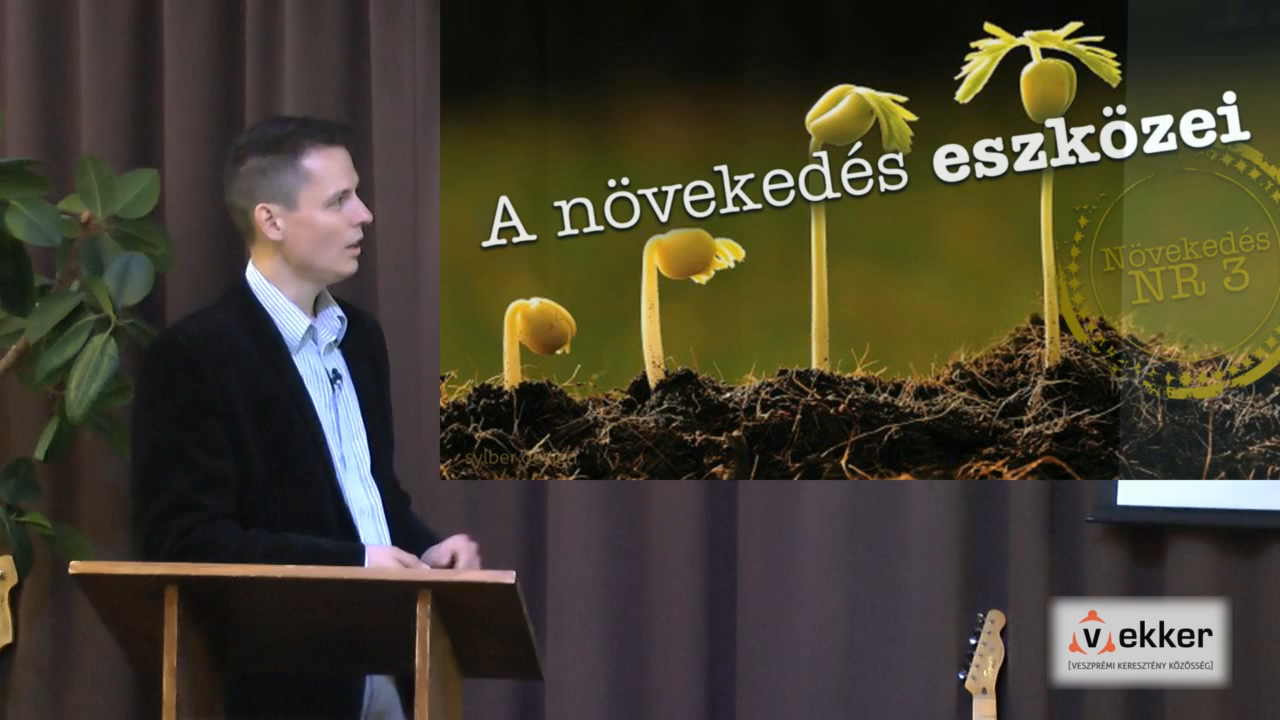 A növekedés eszközei
Növekedés
NR 3
vekker
[VESZPRÉMI KERESZTÉNY KÖZÖSSÉG]